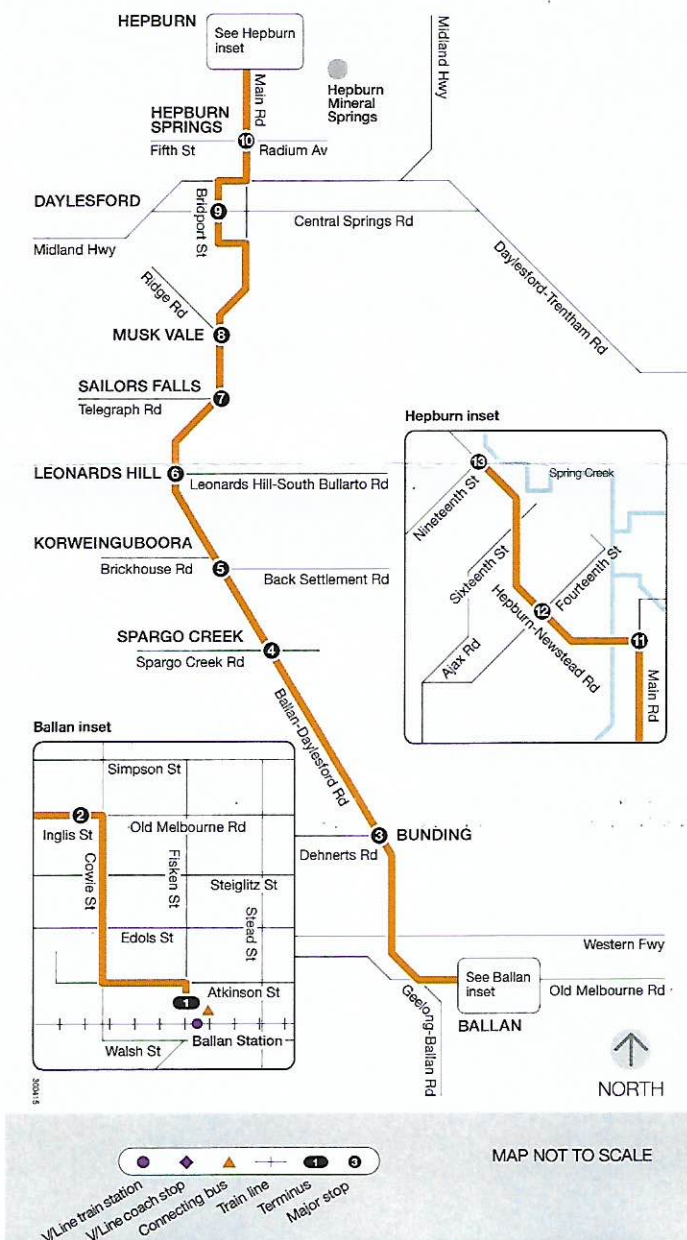 HEPBURN
See Hepburn
inset
Main Rd
Midland Hwy
Hepburn
Mineral
Springs
HEPBURN
SPRINGS
10
Fifth St
Radium Av
DAYLESFORD
9
Bridport St
Central Springs Rd
Midland Hwy
Daylesford-Trentham Rd
Ridge Rd
MUSK VALE
8
SAILORS FALLS
7
Telegraph Rd
LEONARDS HILL
6
Leonards Hill-South Bullarto Rd
KORWEINGUBOORA
5
Brickhouse Rd
Back Settlement Rd
SPARGO CREEK
4
Spargo Creek Rd
Ballan-Daylesford Rd
Hepburn inset
13
Spring Creek
Nineteenth St
Sixteenth St
Fourteenth St
12
11
Hepburn-Newstead Rd
Ajax Rd
Main Rd
Ballan inset
Simpson St
2
Inglis St
Old Melbourne Rd
Cowie St
Fisken St
Steiglitz St
Stead St
Edols St
Atkinson St
1
Walsh St
Ballan Station
3
BUNDING
Dehnerts Rd
Western Fwy
See Ballan
inset
Old Melbourne Rd
BALLAN
Geelong-Ballan Rd
NORTH
300415
MAP NOT TO SCALE
1
3
V/Line train station
V/Line coach stop
Connecting bus
Train line
Terminus
Major stop